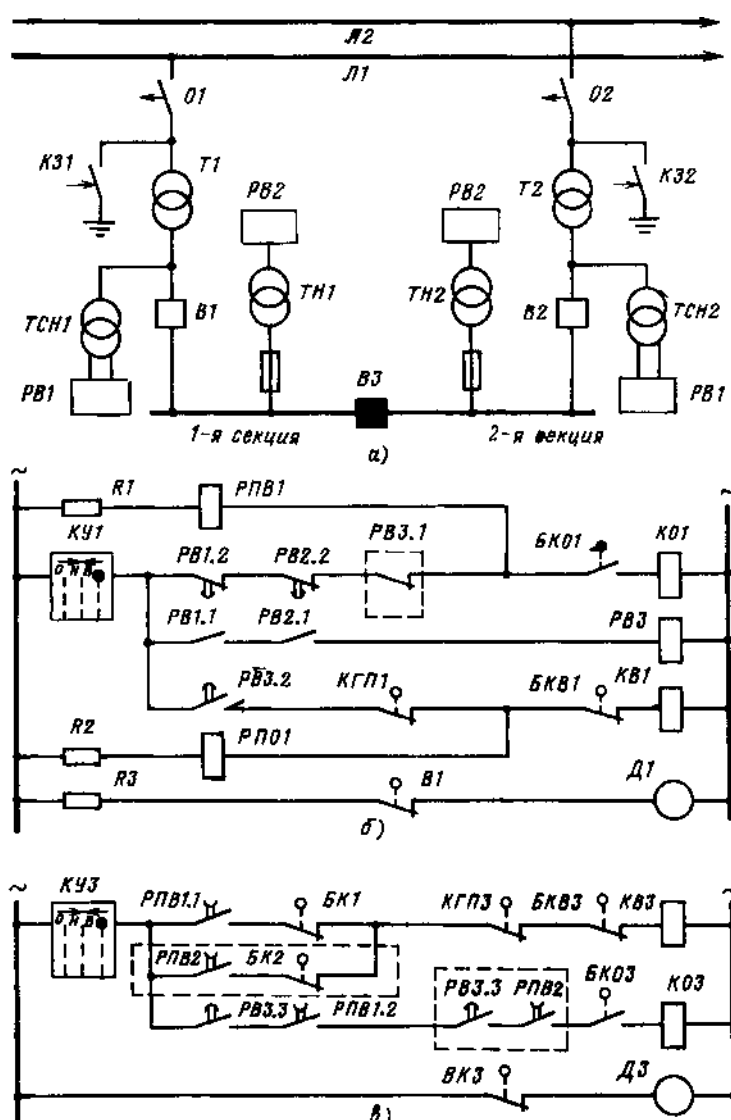 Л2
Л1
О1
О2
КЗ1
Т1
РВ2
РВ2
Т2
КЗ2
ТСН1
В1
ТН1
ТН2
В2
ТСН2
РВ1
В3
РВ1
1-я секция
2-я секция
а)
~
~
R1
РПВ1
КУ1
РВ1.2
РВ2.2
РВ3.1
БКО1
КО1
О Н В
РВ1.1
РВ2.1
РВ3
РВ3.2
КГП1
БКВ1
КВ1
R2
РПО1
R3
В1
Д1
б)
~
~
КУ3
РПВ1.1
БК1
КГП3
БКВ3
КВ3
О Н В
РПВ2
БК2
РВ3.3
РПВ2
БКО3
КО3
РВ3.3
РПВ1.2
ВК3
Д3
в)